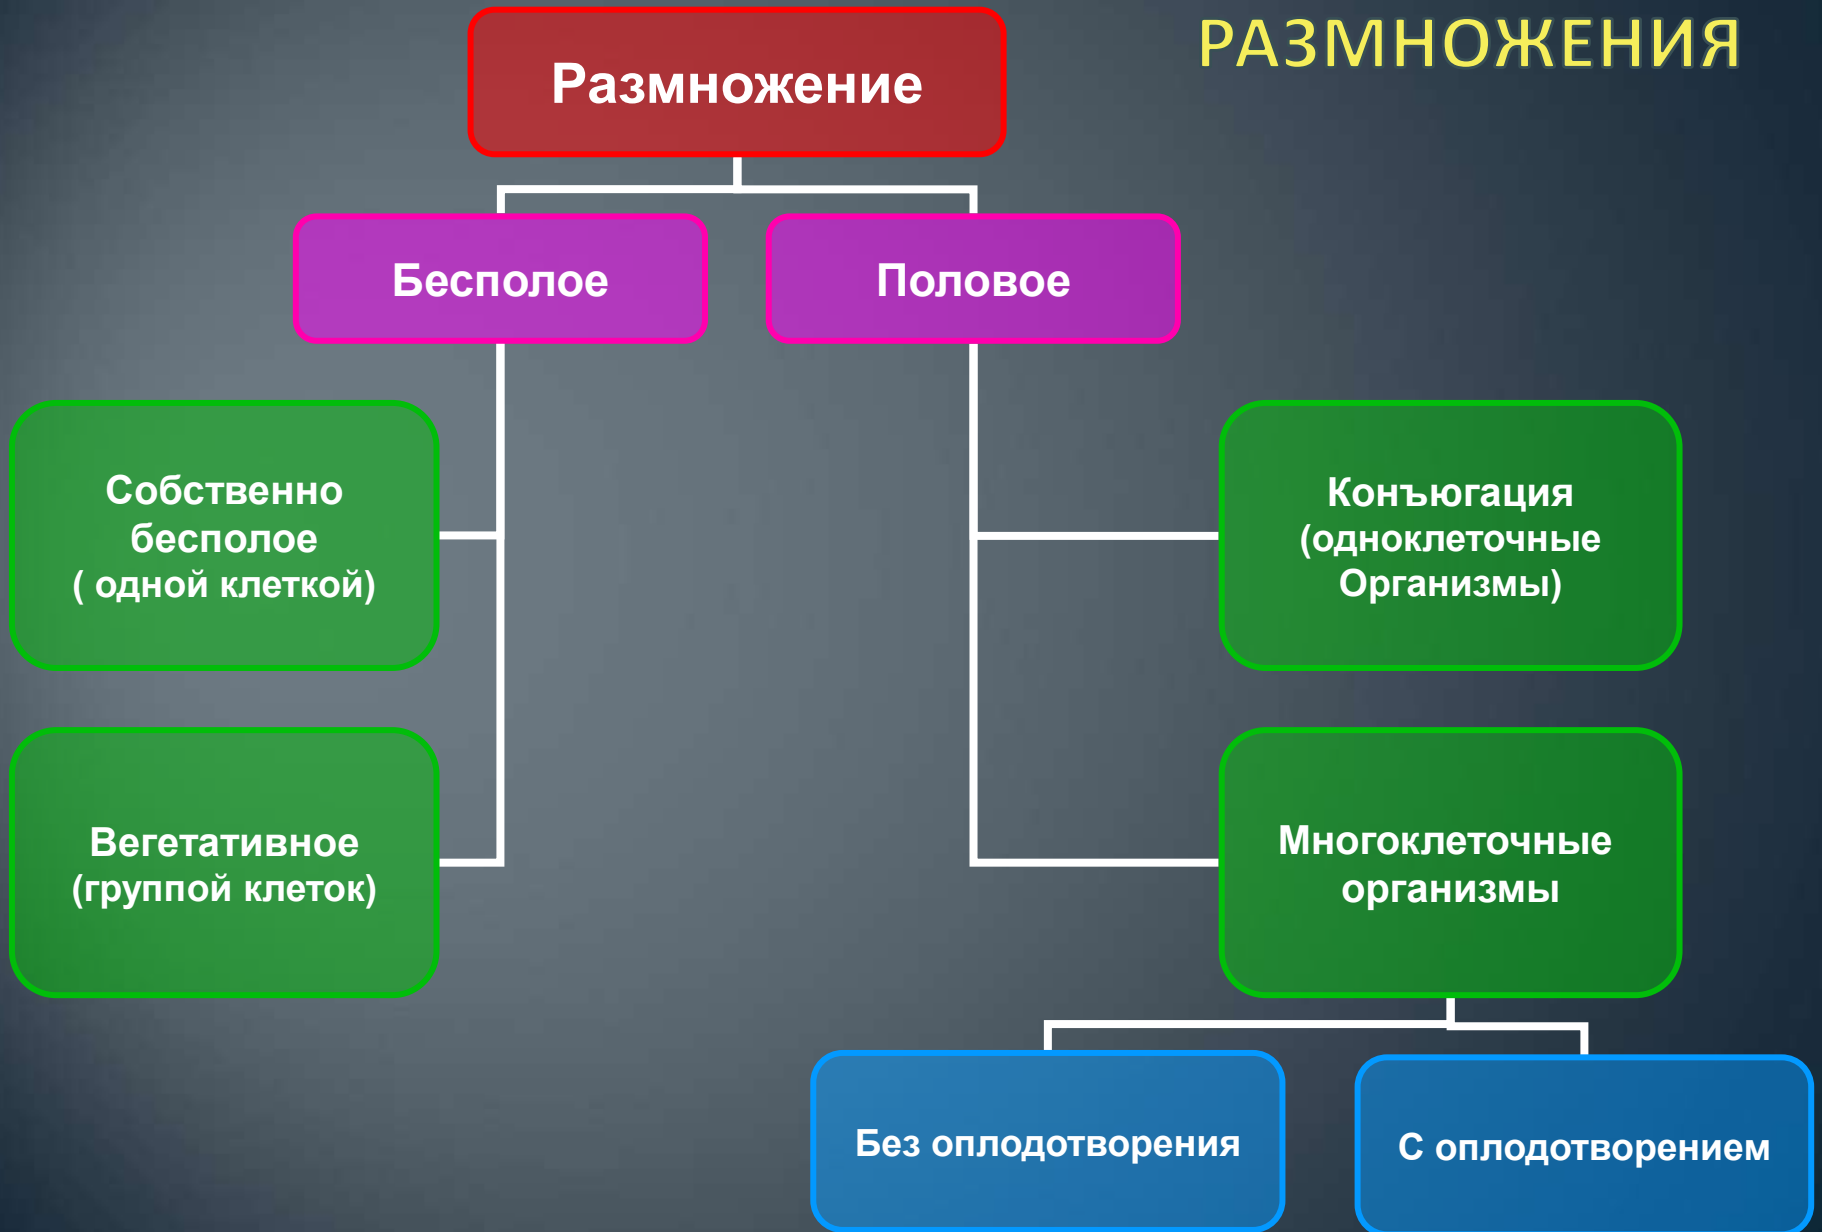 РАЗМНОЖЕНИЯ
Размножение
Бесполое
Половое
Собственно
бесполое
( одной клеткой)
Конъюгация
(одноклеточные
Организмы)
Вегетативное
(группой клеток)
Многоклеточные
организмы
Без оплодотворения
С оплодотворением